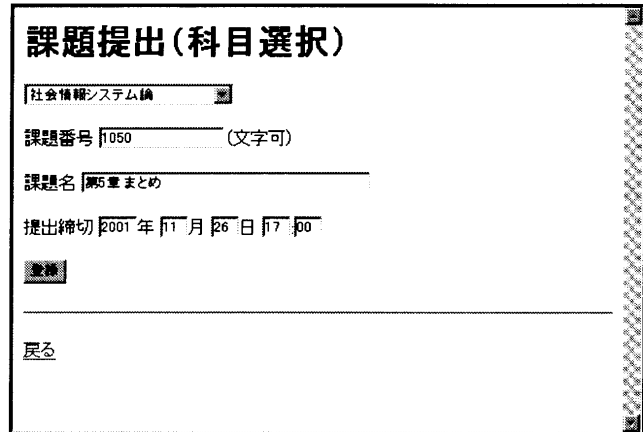 課題提出(科目選択)
社会情報システム論
課題番号 1050 (文字可)
課題名 第5章 まとめ
提出締切 2001 年 11 月 26 日 17 :00
登録
戻る